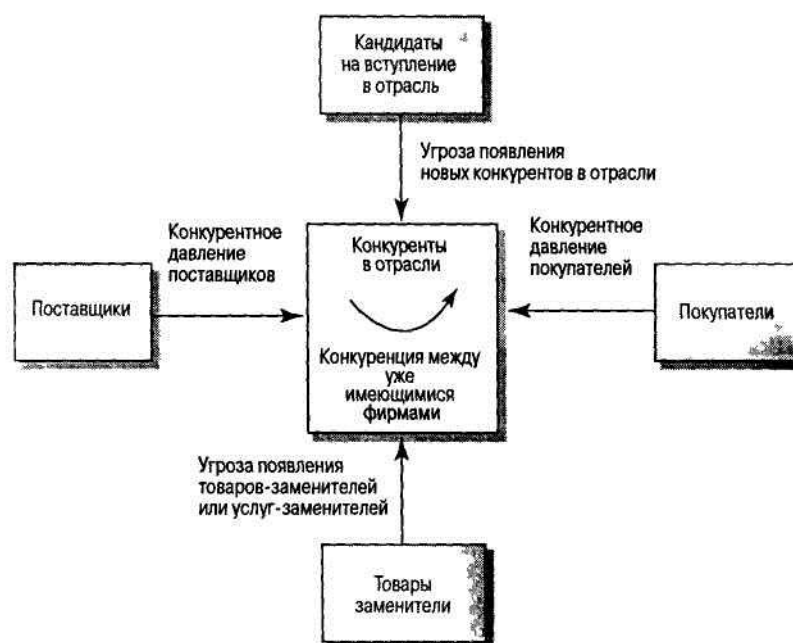 Кандидаты
на вступление
в отрасль
Угроза появления
новых конкурентов в отрасли
Конкурентное
давление
поставщиков
Конкуренты
в отрасли
Конкурентное
давление
покупателей
Поставщики
Покупатели
Конкуренция между
уже
имеющимися
фирмами
Угроза появления
товаров-заменителей
или услуг-заменителей
Товары
заменители